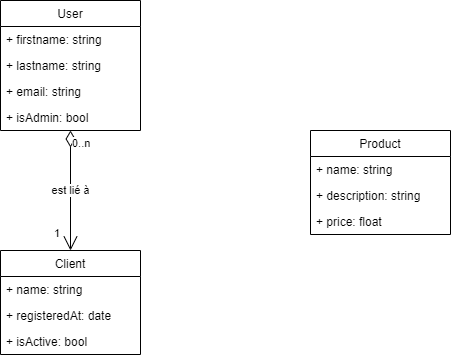 User
+ firstname: string
+ lastname: string
+ email: string
+ isAdmin: bool
0..n
est lié à
1
Client
+ name: string
+ registeredAt: date
+ isActive: bool
Product
+ name: string
+ description: string
+ price: float